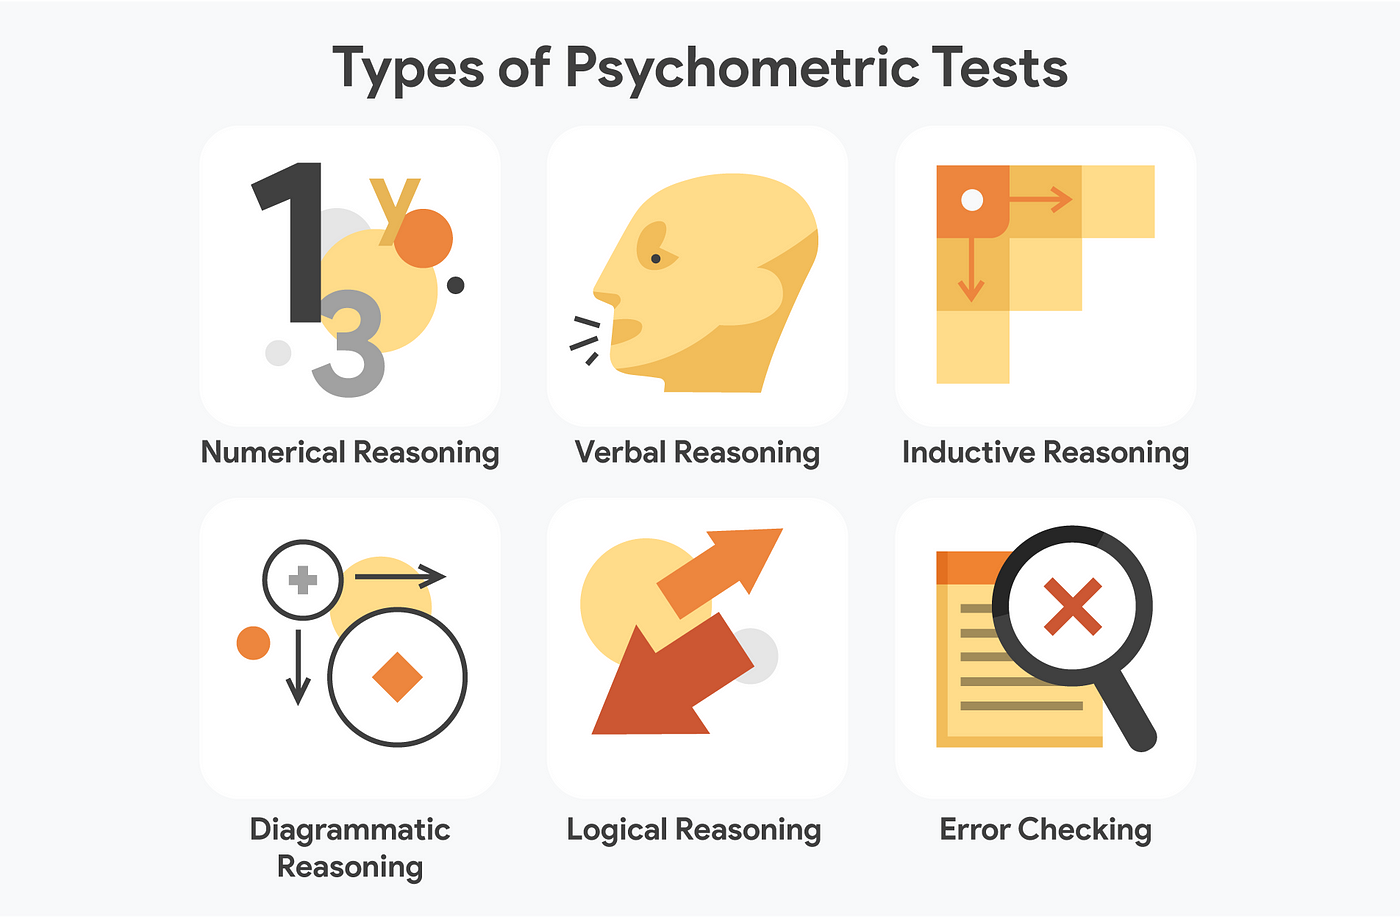 Types of Psychometric Tests
1
y
3
Numerical Reasoning
Verbal Reasoning
Inductive Reasoning
Diagrammatic
Reasoning
Logical Reasoning
Error Checking